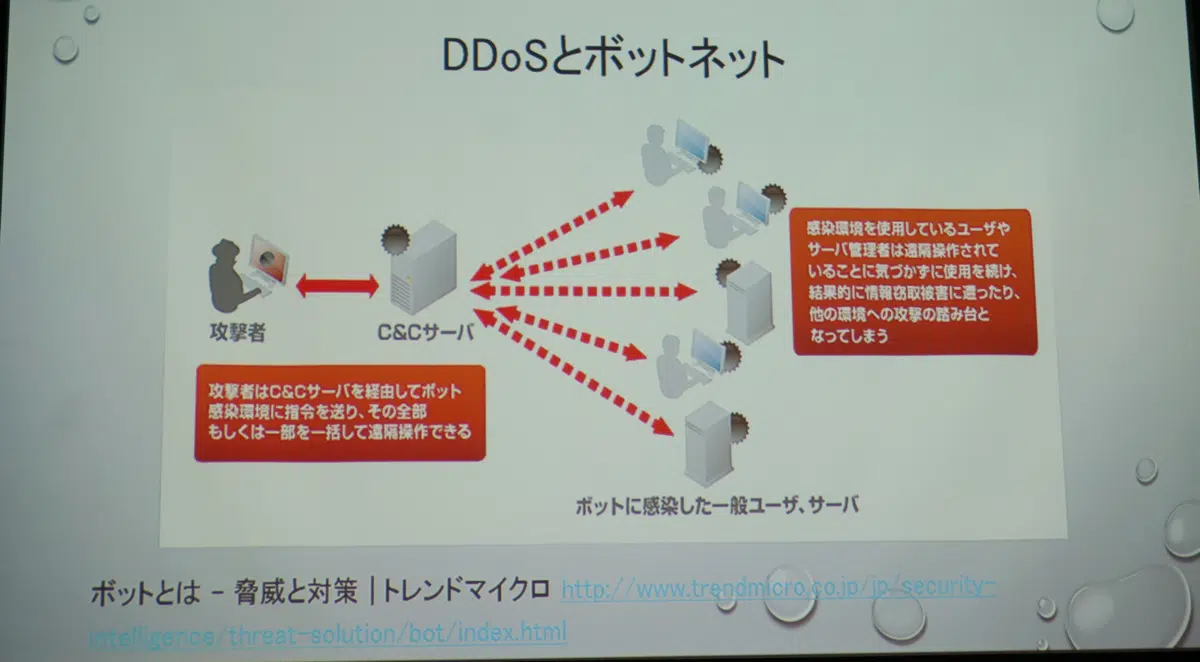 DDoSとボットネット
感染環境を使用しているユーザや
サーバ管理者は遠隔操作されて
いることに気づかずに使用を続け、
結果的に情報窃取被害に遭ったり、
他の環境への攻撃の踏み台と
なってしまう
攻撃者
C&Cサーバ
攻撃者はC&Cサーバを経由してボット
感染環境に指令を送り、その全部
もしくは一部を一括して遠隔操作できる
ボットに感染した一般ユーザ、サーバ
ボットとは - 脅威と対策 | トレンドマイクロ http://www.trendmicro.co.jp/jp/security-
intelligence/threat-solution/bot/index.html